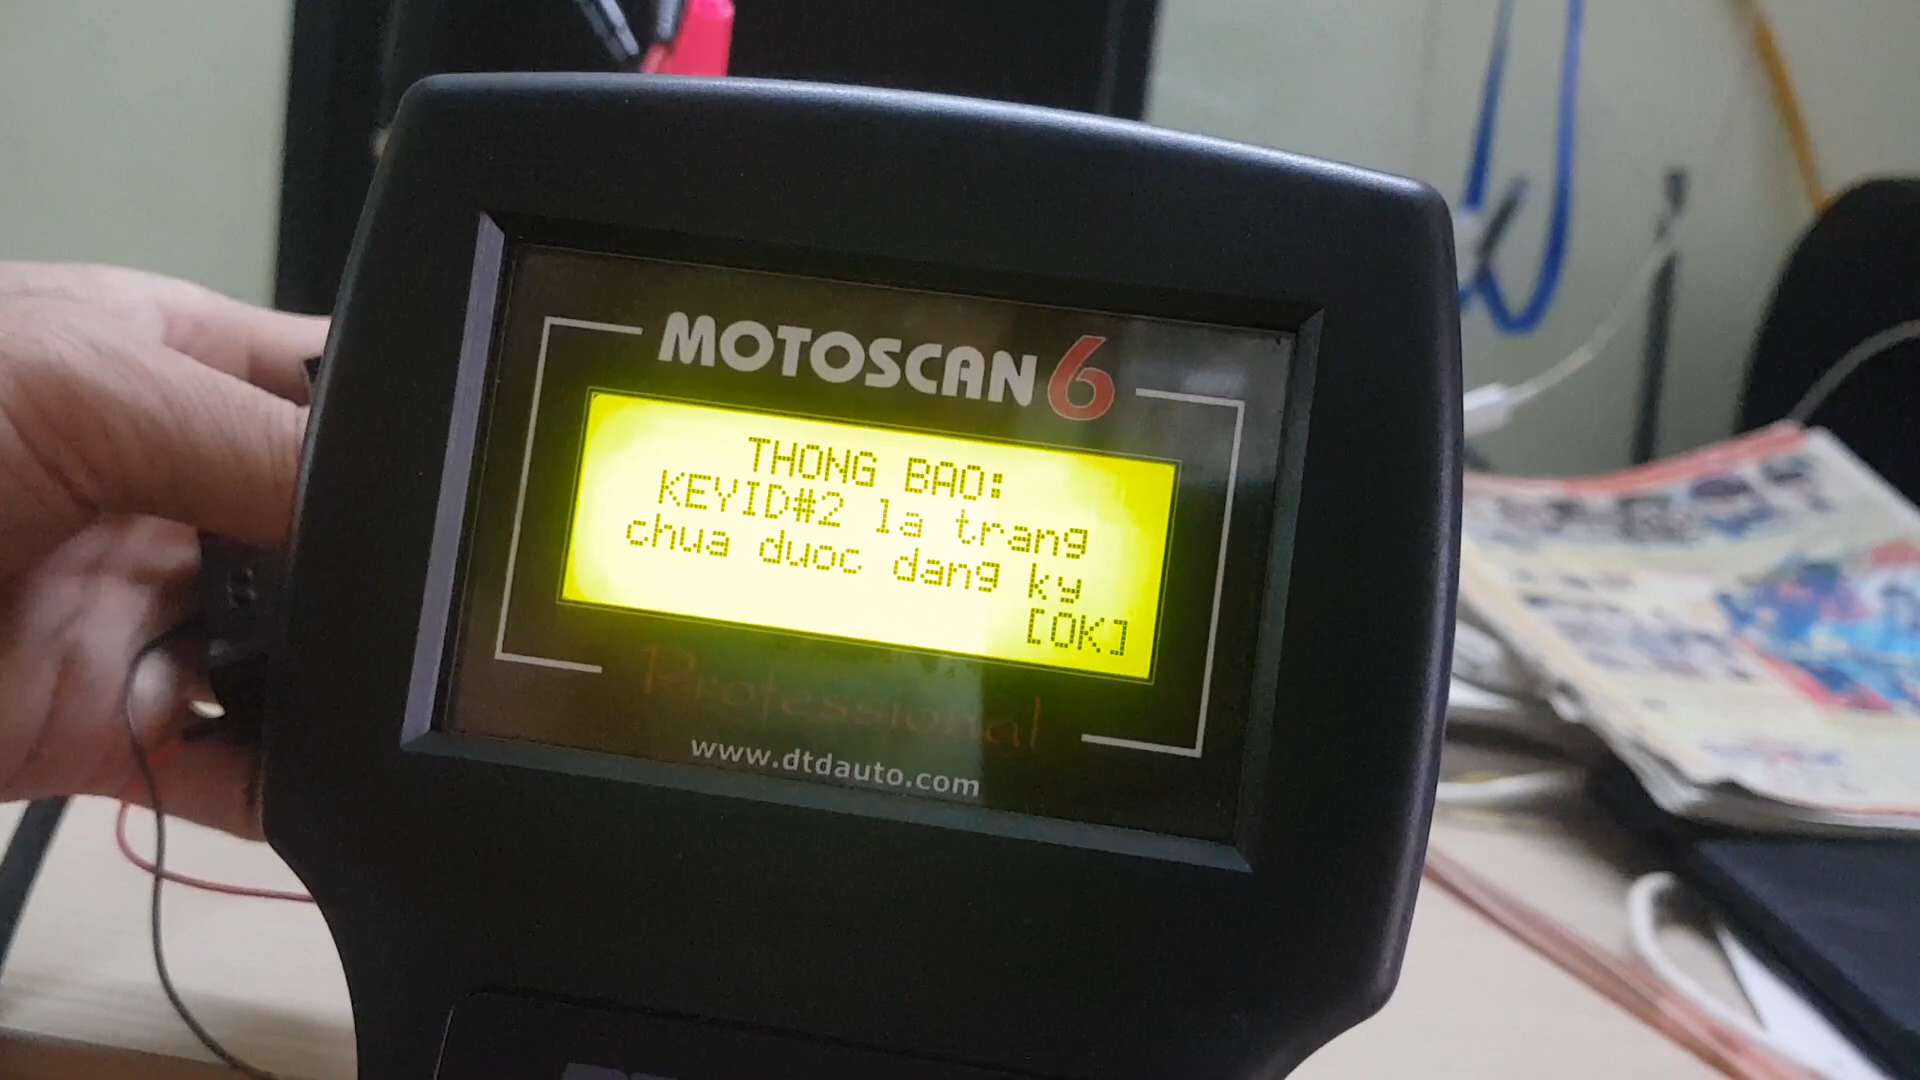 MOTOSCAN 6
THONG BAO:
KEYID#2 la trang
chua duoc dang ky
[OK]
Professional
www.dtdauto.com